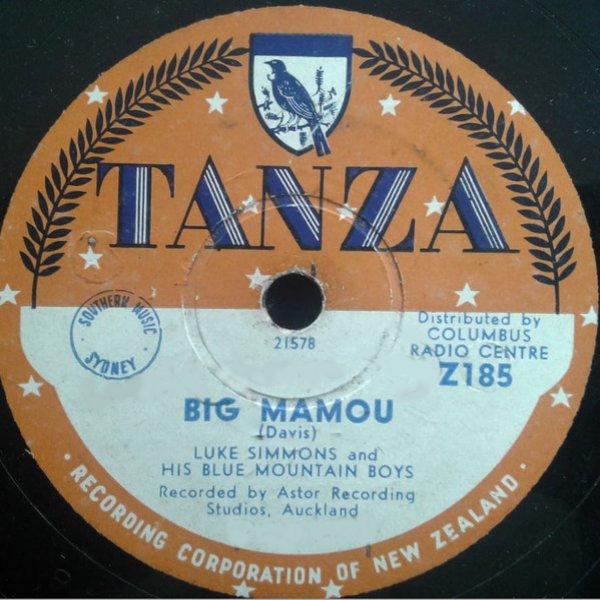 TANZA
21578
SOUTHERN MUSIC
SYDNEY
Distributed by
COLUMBUS
RADIO CENTRE
Z185
BIG MAMOU
(Davis)
LUKE SIMMONS and
HIS BLUE MOUNTAIN BOYS
Recorded by Astor Recording
Studios, Auckland
· RECORDING CORPORATION OF NEW ZEALAND ·